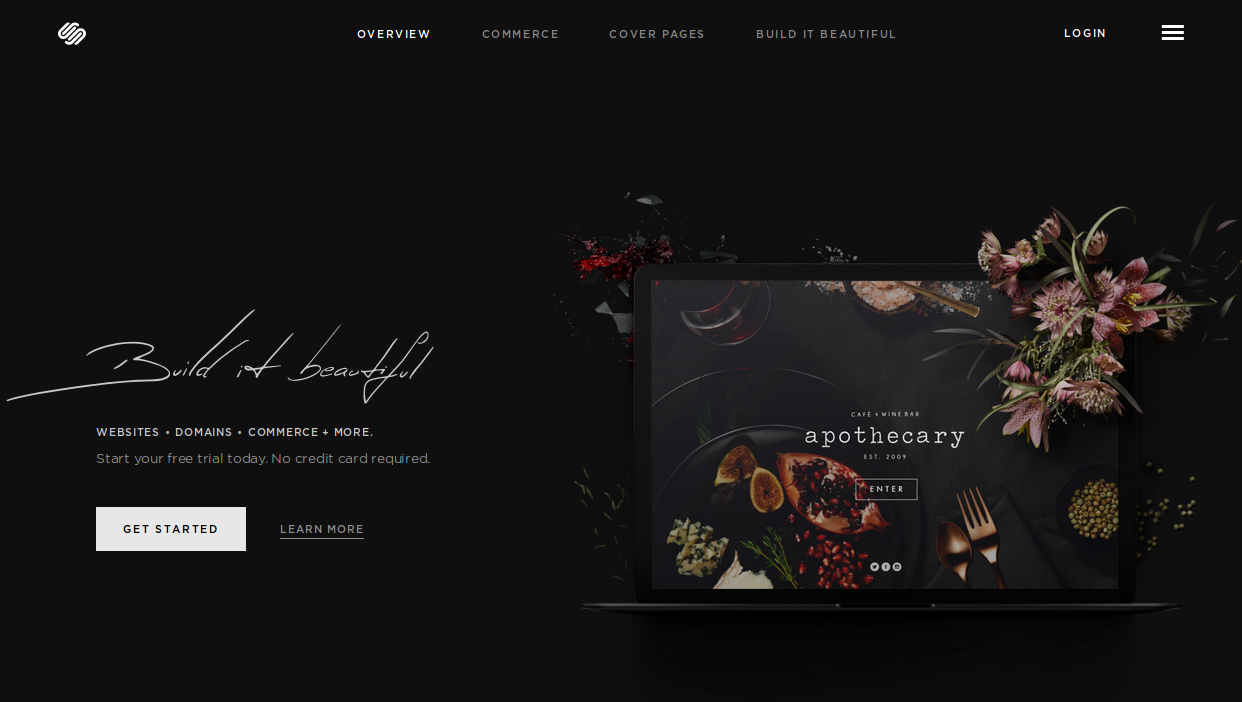 OVERVIEW COMMERCE COVER PAGES BUILD IT BEAUTIFUL LOGIN
Build it beautiful
WEBSITES • DOMAINS • COMMERCE + MORE.
Start your free trial today. No credit card required.
GET STARTED LEARN MORE
CAFÉ + WINE BAR
apothecary
EST. 2009
ENTER